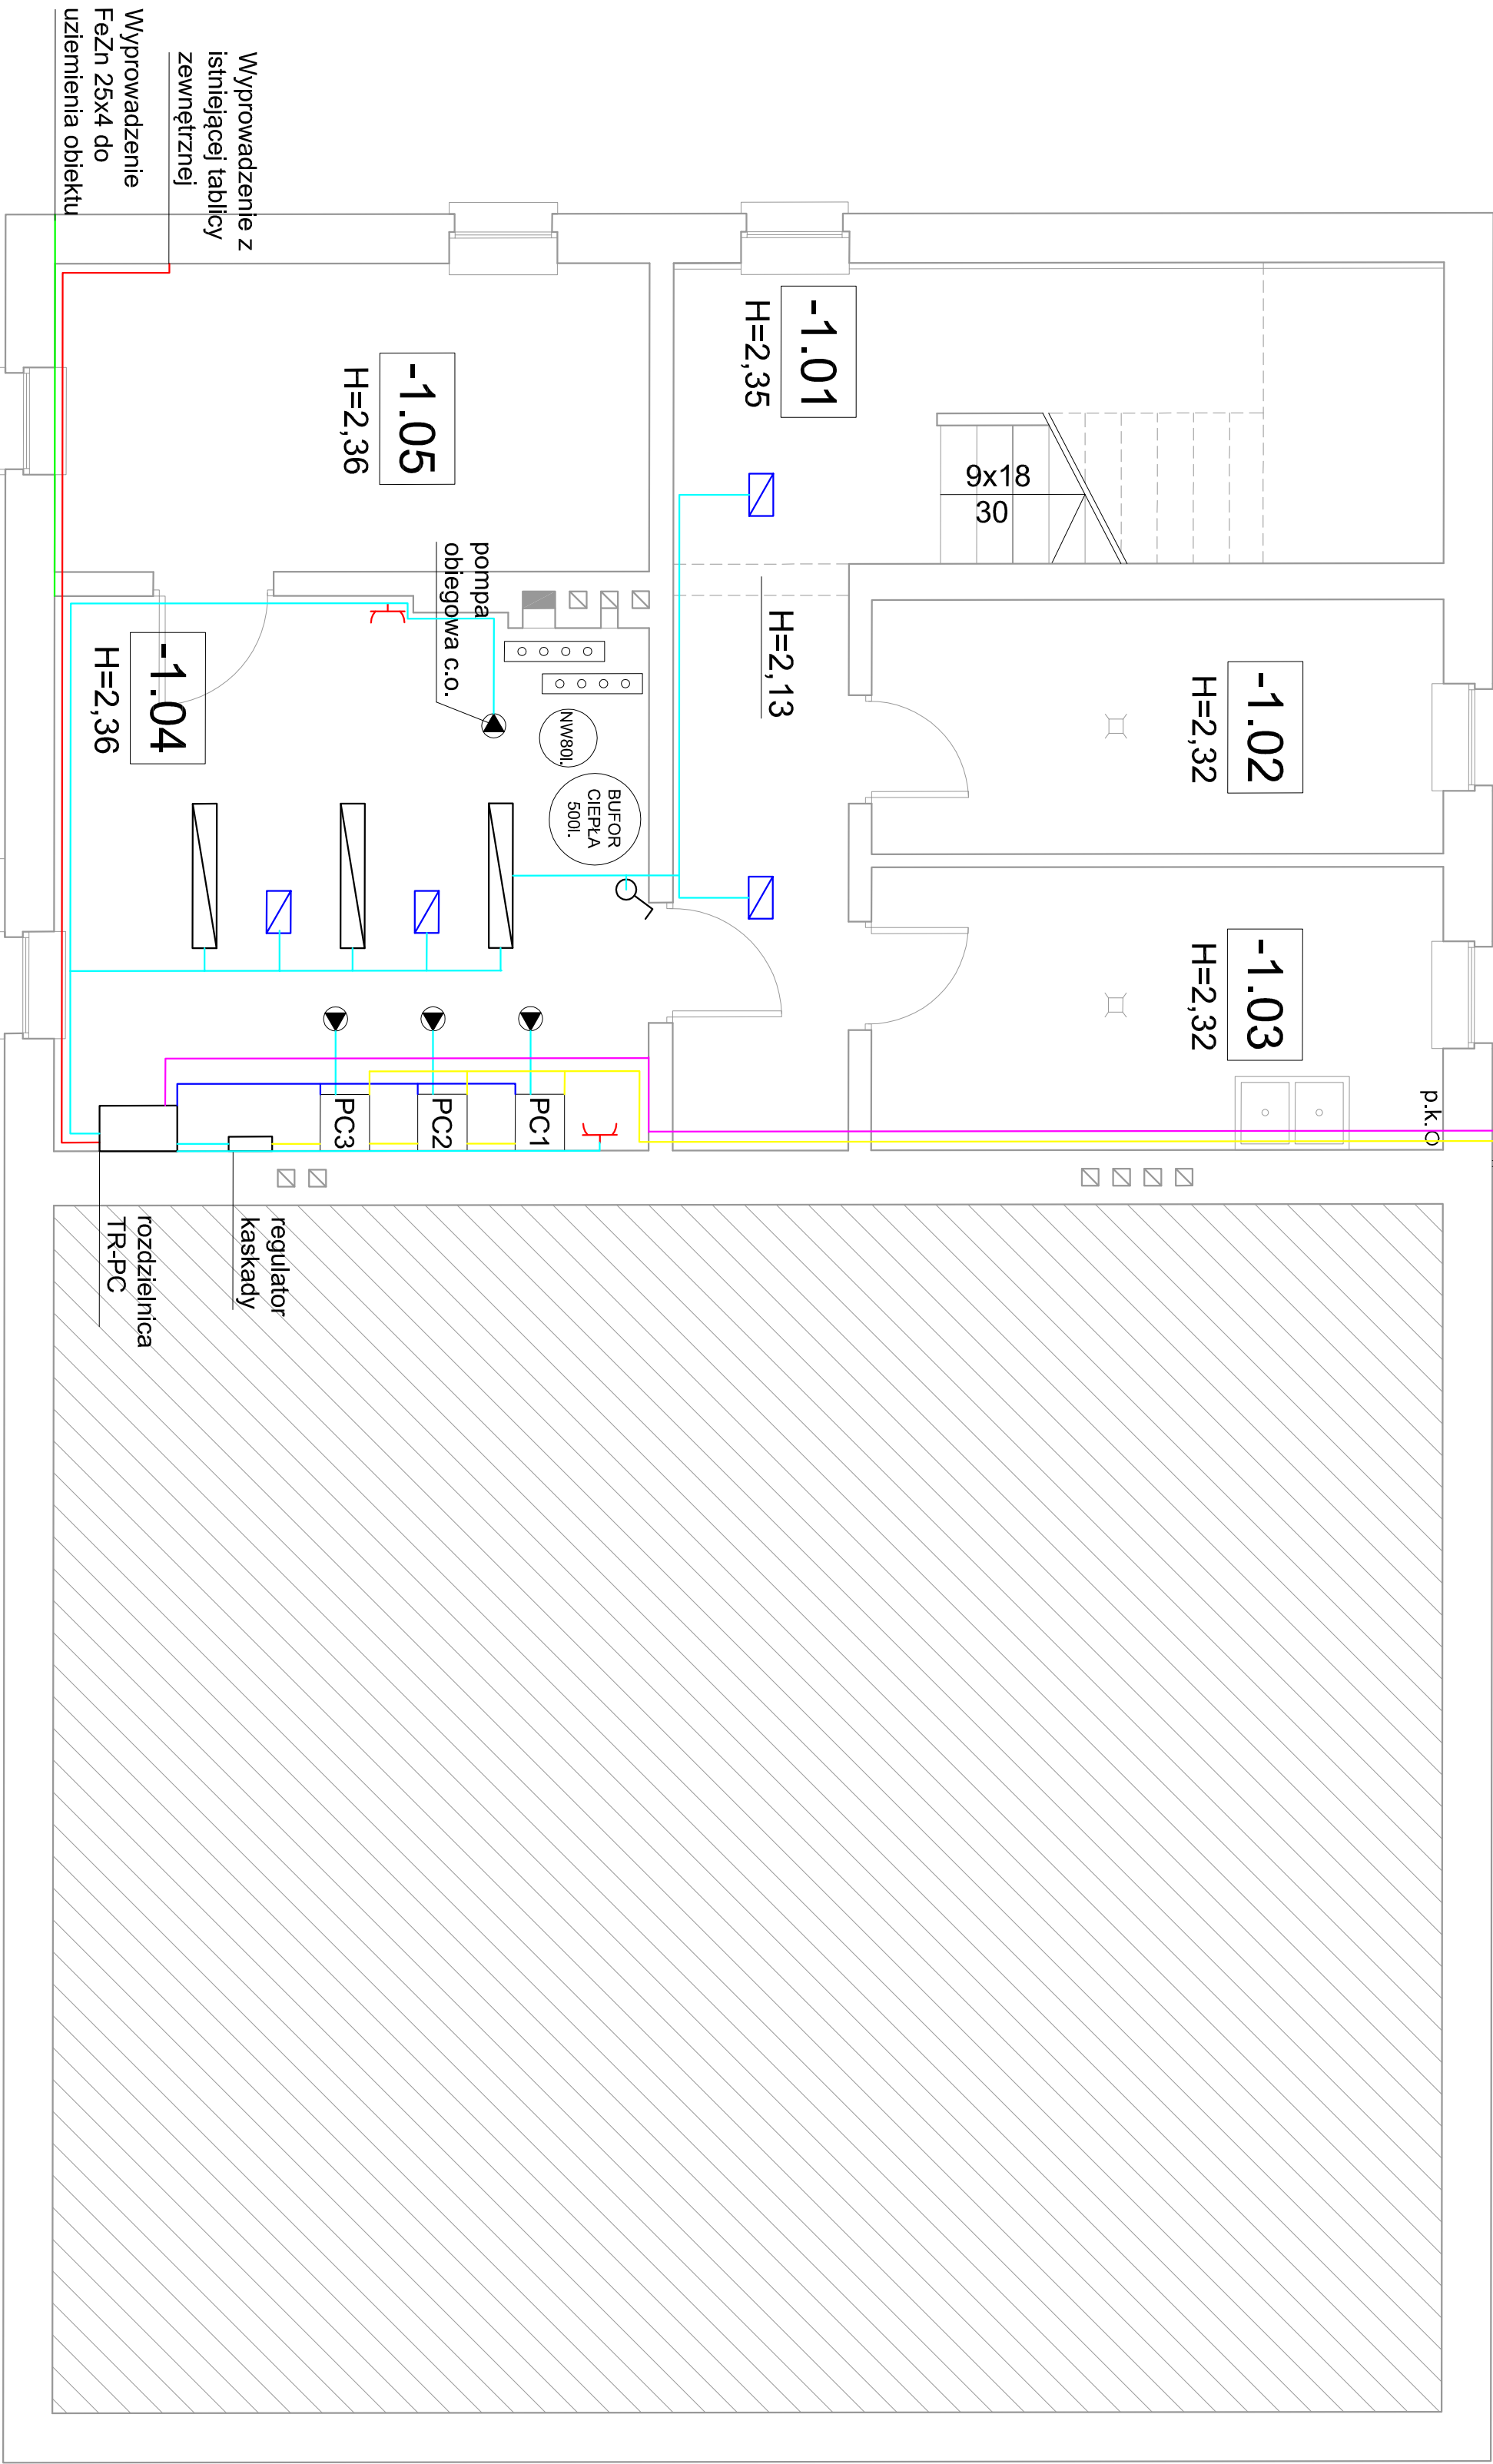 Wyprowadzenie
FeZn 25x4 do
uziemienia obiektu
Wyprowadzenie z
istniejącej tablicy
zewnętrznej
-1.01
H=2,35
-1.05
H=2,36
9x18
30
pompa
obiegowa c.o.
H=2,13
-1.02
H=2,32
-1.04
H=2,36
NW80l.
BUFOR
CIEPŁA
500l.
-1.03
H=2,32
p.k.
PC1
PC2
PC3
regulator
kaskady
rozdzielnica
TR-PC